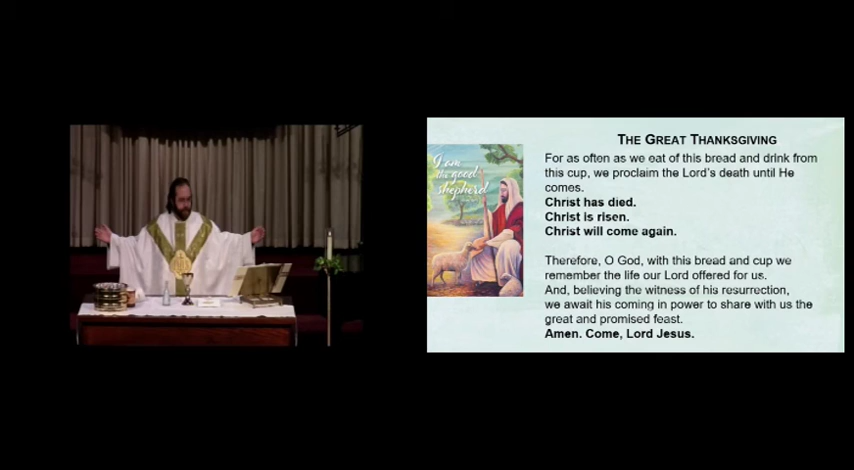 I am
the good
shepherd
THE GREAT THANKSGIVING
For as often as we eat of this bread and drink from
this cup, we proclaim the Lord's death until He
comes.
Christ has died.
Christ is risen.
Christ will come again.
Therefore, O God, with this bread and cup we
remember the life our Lord offered for us.
And, believing the witness of his resurrection,
we await his coming in power to share with us the
great and promised feast.
Amen. Come, Lord Jesus.